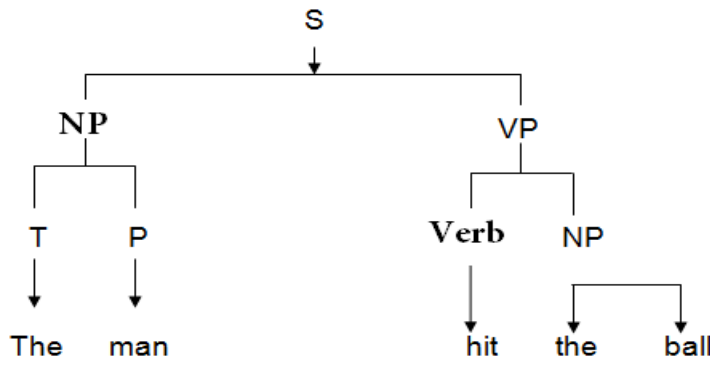 S
NP VP
T P Verb NP
The man hit the ball